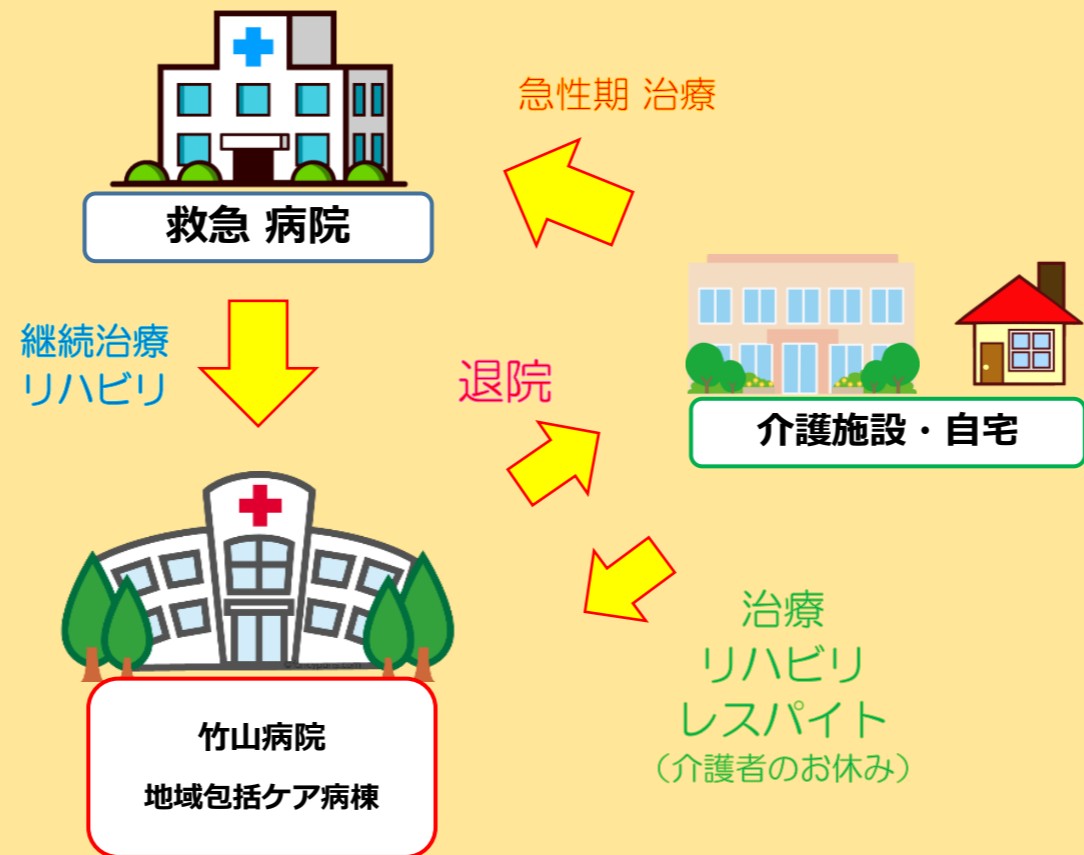 急性期 治療
救急 病院
継続治療
リハビリ
退院
介護施設・自宅
治療
リハビリ
レスパイト
（介護者のお休み）
竹山病院
地域包括ケア病棟